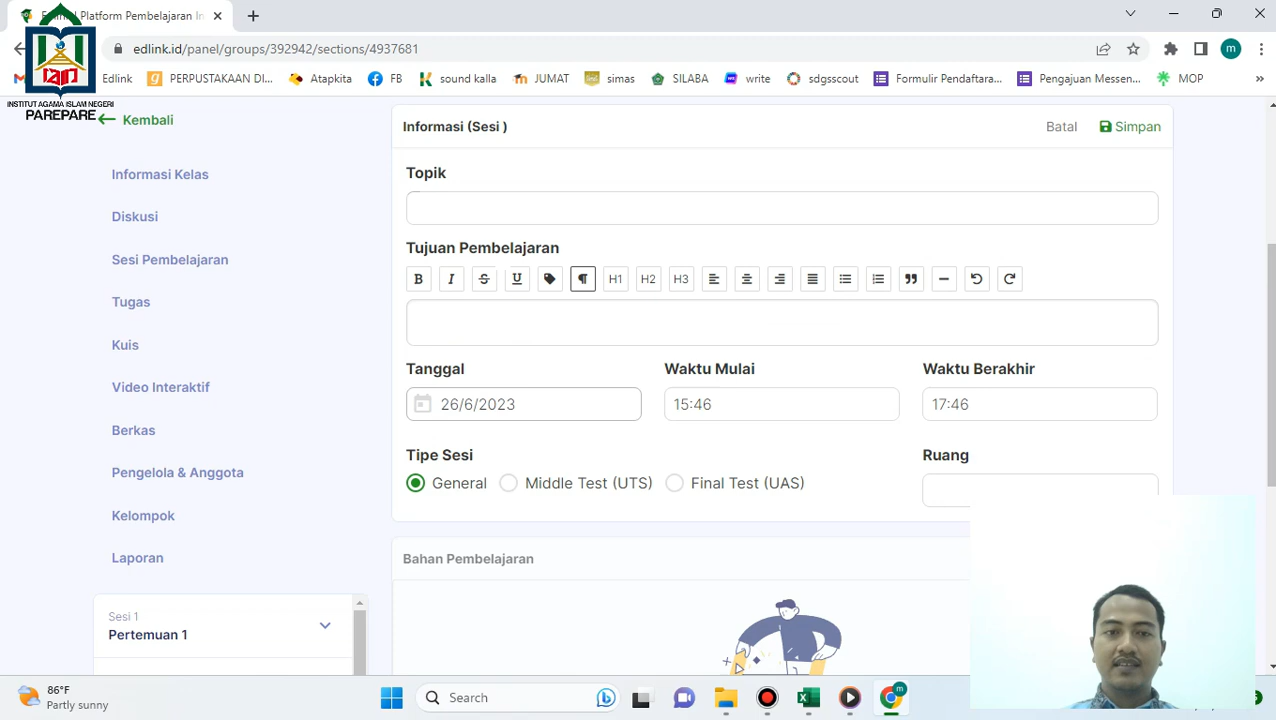 Edlink | Platform Pembelajaran In
edlink.id/panel/groups/392942/sections/4937681
m
Edlink
PERPUSTAKAAN DI...
Atapkita
FB
sound kalla
JUMAT
simas
SILABA
write
sdgsscout
Formulir Pendaftara...
Pengajuan Messen...
MOP
»
INSTITUT AGAMA ISLAM NEGERI
PAREPARE
Kembali
Informasi Kelas
Diskusi
Sesi Pembelajaran
Tugas
Kuis
Video Interaktif
Berkas
Pengelola & Anggota
Kelompok
Laporan
Sesi 1
Pertemuan 1
Informasi (Sesi )
Batal
Simpan
Topik
Tujuan Pembelajaran
B I S U ¶ H1 H2 H3
Tanggal
Waktu Mulai
Waktu Berakhir
26/6/2023
15:46
17:46
Tipe Sesi
Ruang
General
Middle Test (UTS)
Final Test (UAS)
Bahan Pembelajaran
86°F
Partly sunny
Search